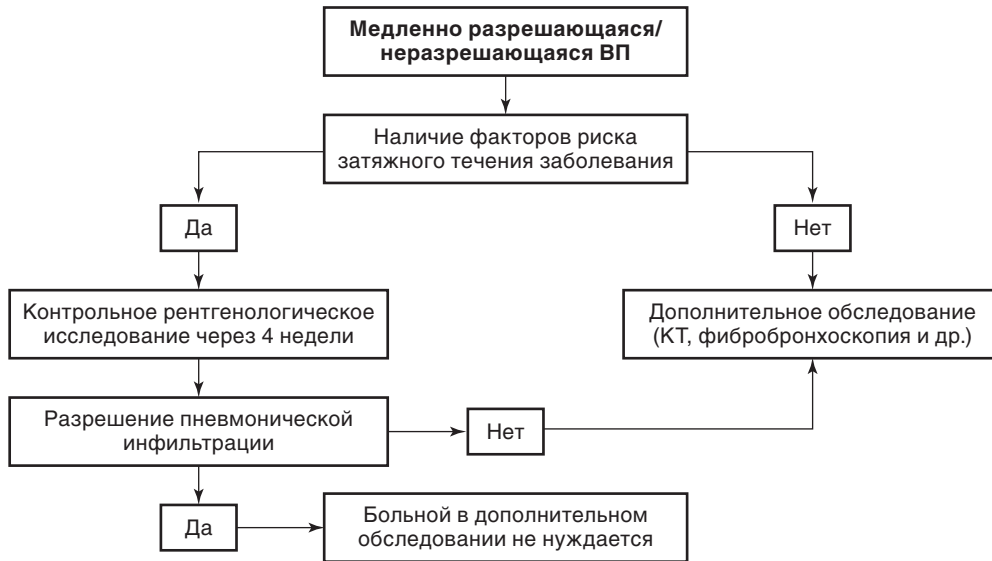 Медленно разрешающаяся/
неразрешающаяся ВП
Наличие факторов риска
затяжного течения заболевания
Да
Нет
Контрольное рентгенологическое
исследование через 4 недели
Дополнительное обследование
(КТ, фибробронхоскопия и др.)
Разрешение пневмонической
инфильтрации
Нет
Да
Больной в дополнительном
обследовании не нуждается